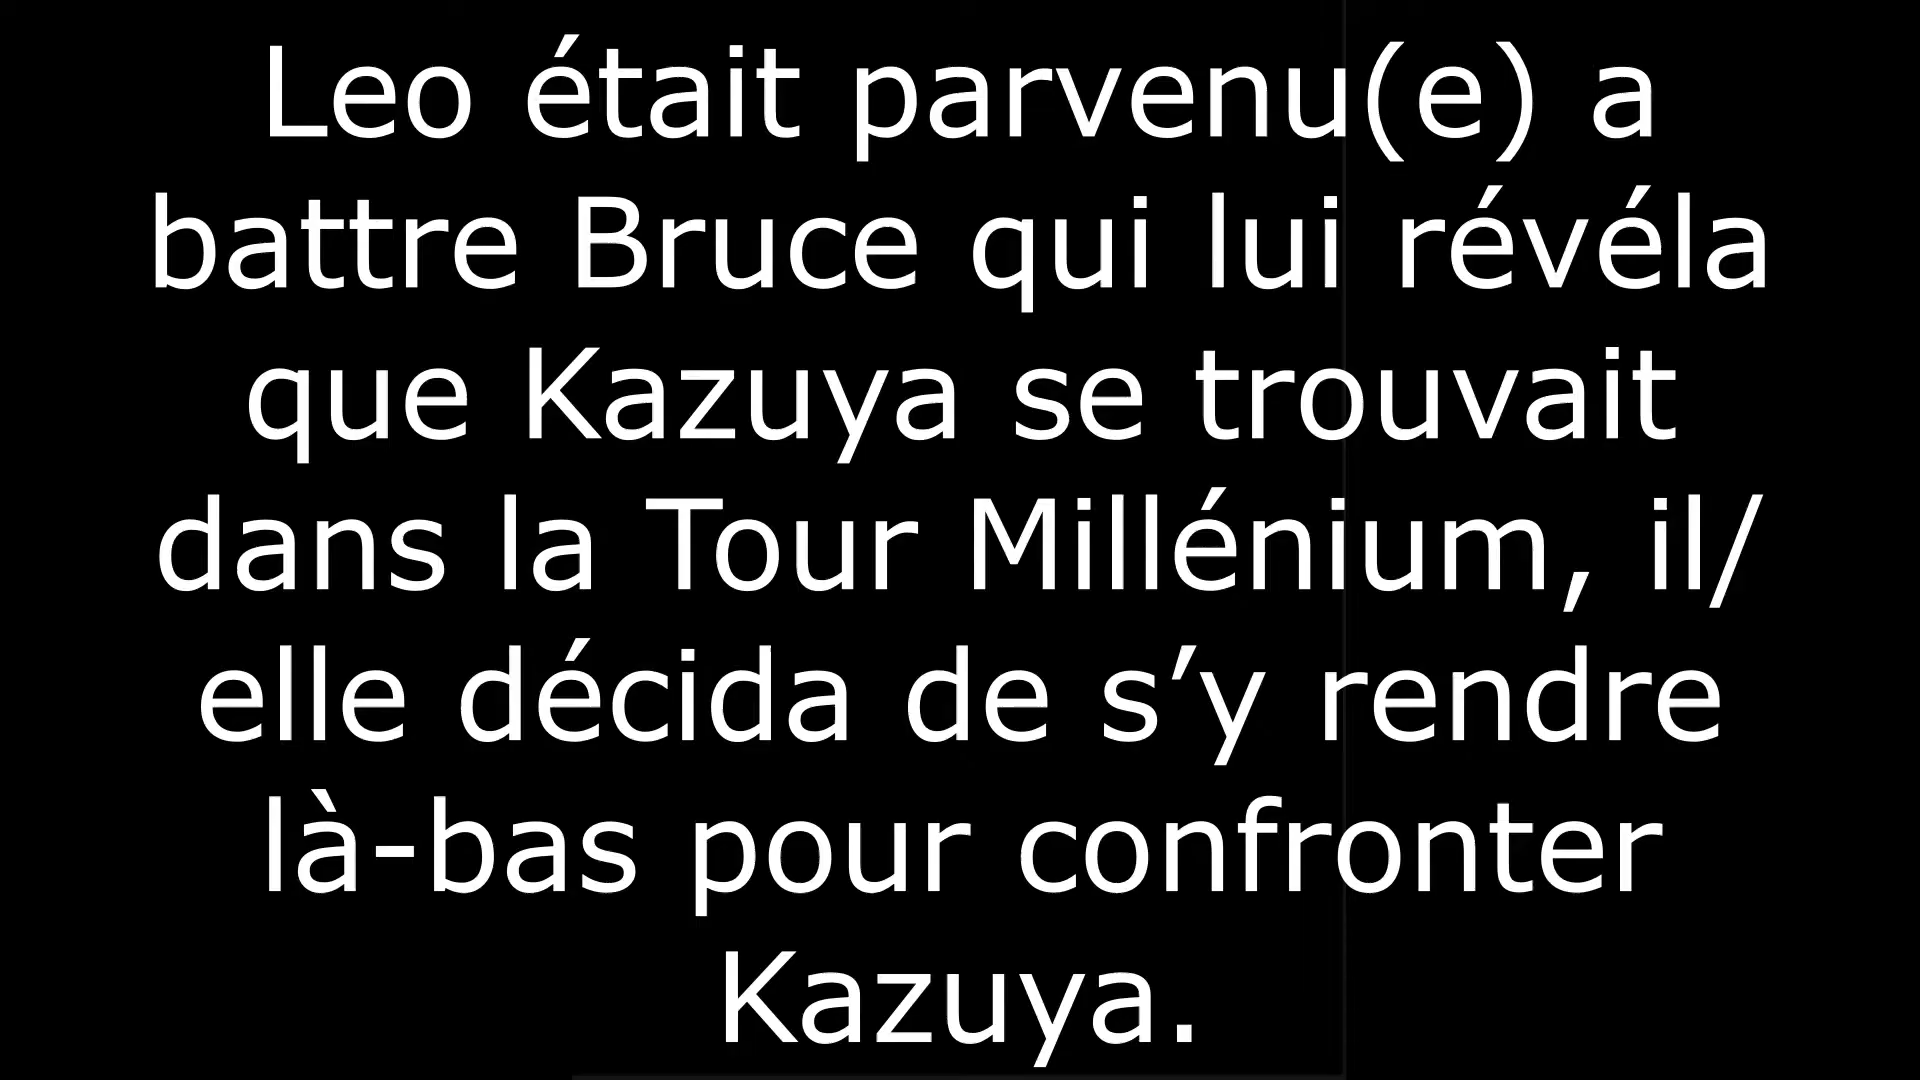 Leo était parvenu(e) a
battre Bruce qui lui révéla
que Kazuya se trouvait
dans la Tour Millénium, il/
elle décida de s’y rendre
là-bas pour confronter
Kazuya.